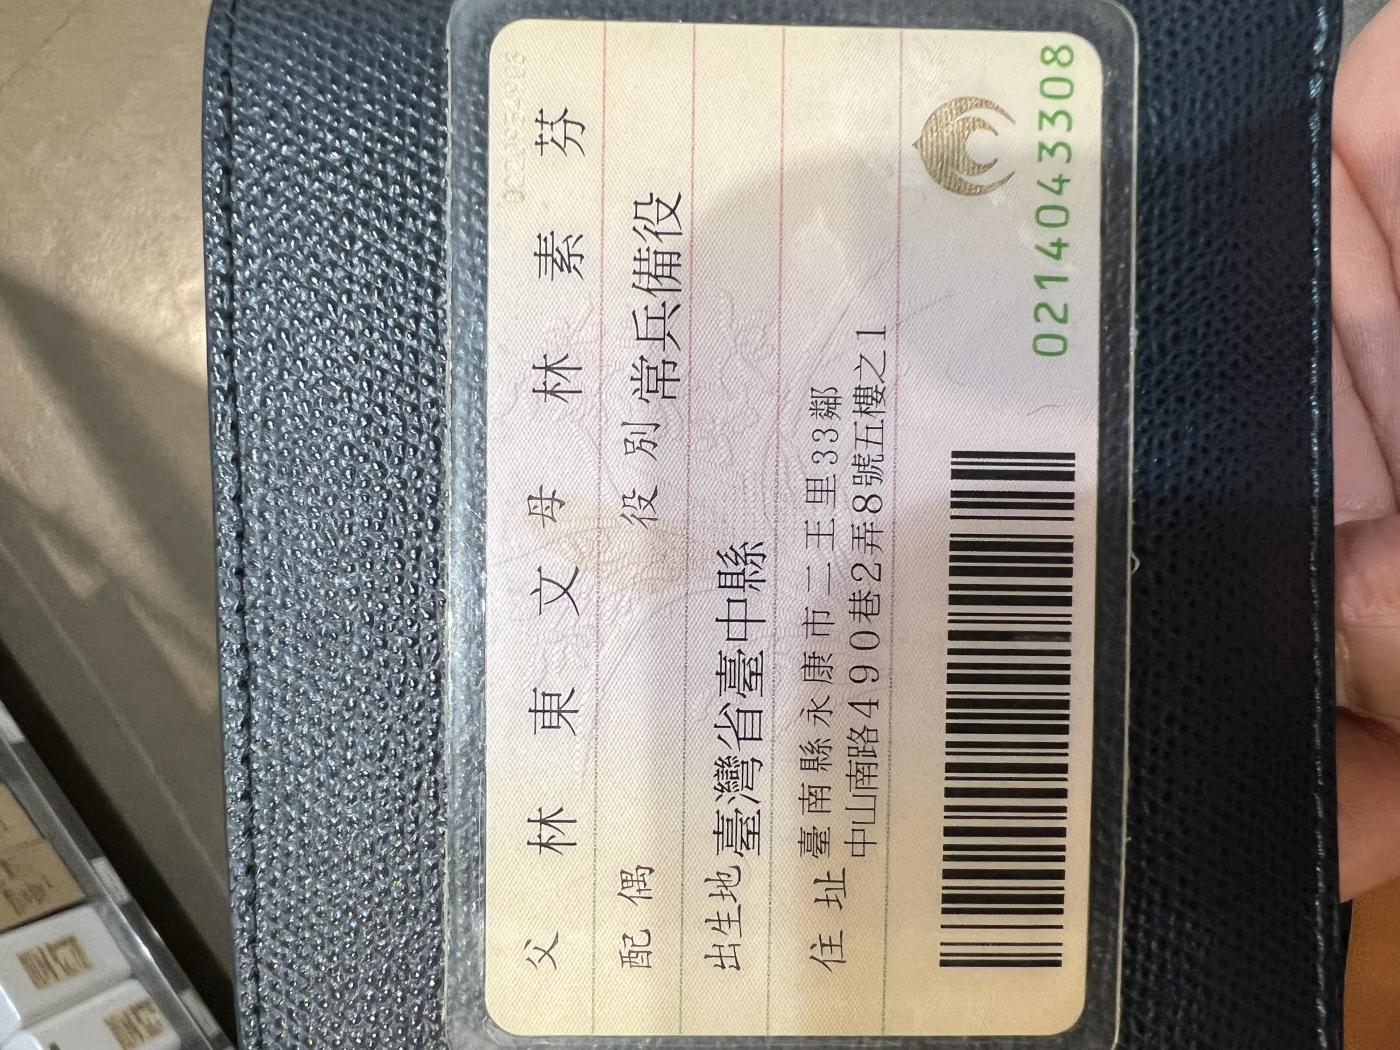 父 林東文 母 林素芬
配偶 役別 常兵備役
出生地 臺灣省臺中縣
住址 臺南縣永康市二王里33鄰
中山南路490巷2弄8號五樓之1
0214043308